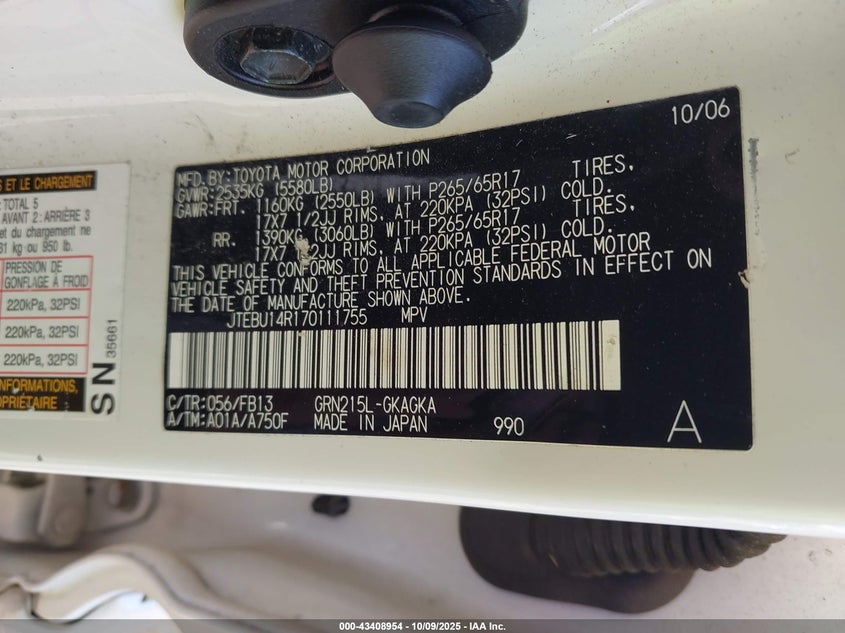 10/06
MFD.BY:TOYOTA MOTOR CORPORATION
GVWR:2535KG (5580LB)
GAWR:FRT. 1160KG (2550LB) WITH P265/65R17 TIRES,
17X7 1/2JJ RIMS, AT 220KPA (32PSI) COLD.
RR. 1390KG (3060LB) WITH P265/65R17 TIRES,
17X7 1/2JJ RIMS, AT 220KPA (32PSI) COLD.
THIS VEHICLE CONFORMS TO ALL APPLICABLE FEDERAL MOTOR
VEHICLE SAFETY AND THEFT PREVENTION STANDARDS IN EFFECT ON
THE DATE OF MANUFACTURE SHOWN ABOVE.
JTEBU14R170111755 MPV
C/TR:056/FB13 GRN215L-GKAGKA
A/TM:A01A/A750F MADE IN JAPAN 990 A
ET LE CHARGEMENT
TOTAL 5
AVANT 2: ARRIÈRE 3
et du chargement ne
kg ou 950 lb.
PRESSION DE
GONFLAGE À FROID
220kPa, 32PSI
220kPa, 32PSI
220kPa, 32PSI
SN 35661
000-43408954 - 10/09/2025 - IAA Inc.